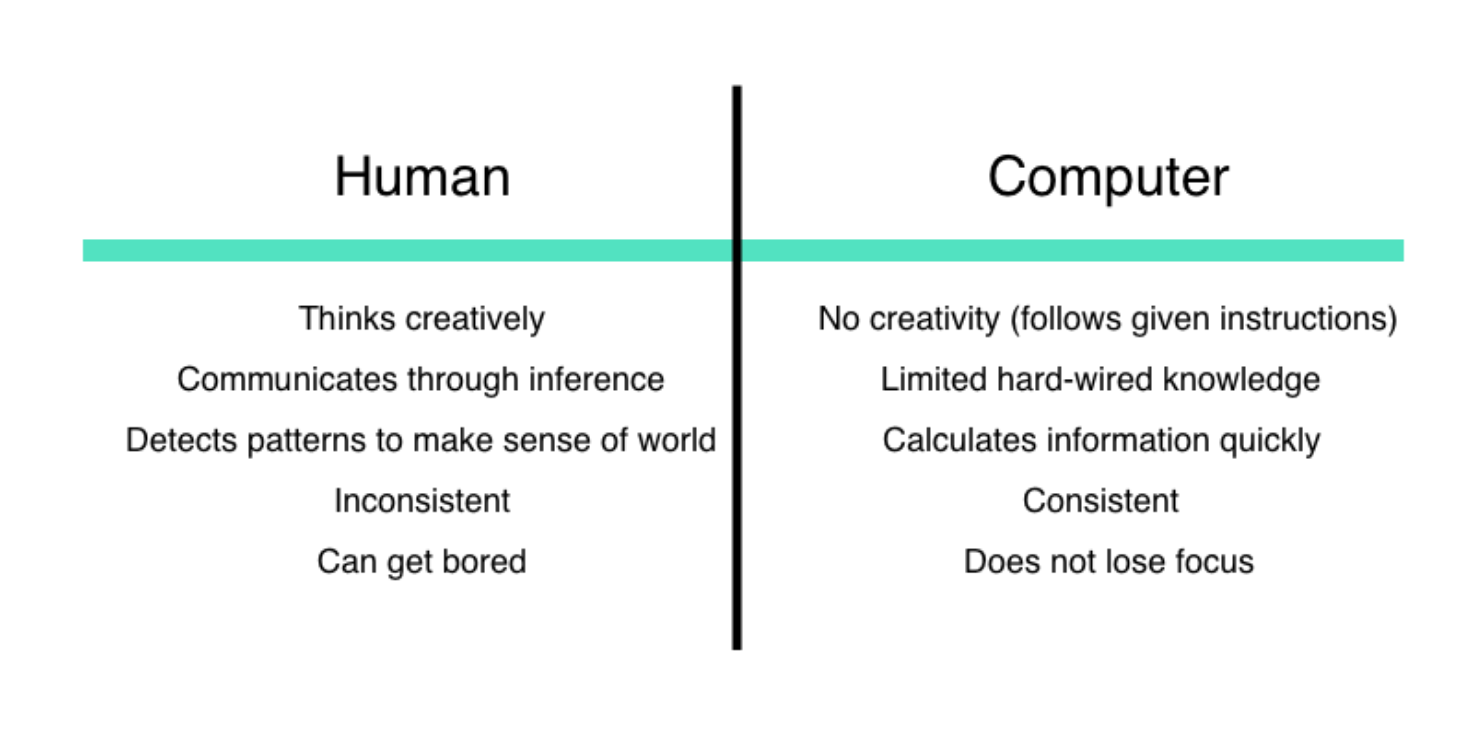 Human
Computer
Thinks creatively
No creativity (follows given instructions)
Communicates through inference
Limited hard-wired knowledge
Detects patterns to make sense of world
Calculates information quickly
Inconsistent
Consistent
Can get bored
Does not lose focus